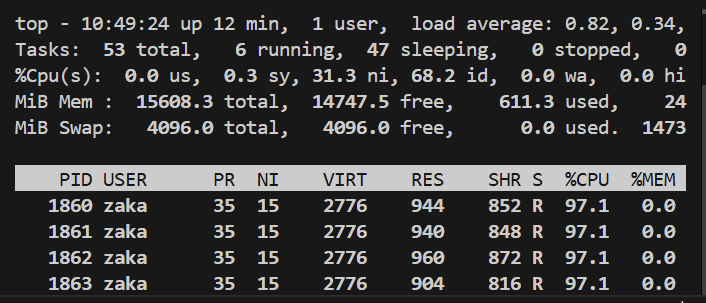 top - 10:49:24 up 12 min,  1 user,  load average: 0.82, 0.34,
Tasks:  53 total,   6 running,  47 sleeping,   0 stopped,   0
%Cpu(s):  0.0 us,  0.3 sy, 31.3 ni, 68.2 id,  0.0 wa,  0.0 hi
MiB Mem :  15608.3 total,  14747.5 free,    611.3 used,    24
MiB Swap:   4096.0 total,   4096.0 free,      0.0 used.  1473
PID USER      PR  NI    VIRT    RES    SHR S  %CPU  %MEM
1860 zaka      35  15    2776    944    852 R  97.1   0.0
1861 zaka      35  15    2776    940    848 R  97.1   0.0
1862 zaka      35  15    2776    960    872 R  97.1   0.0
1863 zaka      35  15    2776    904    816 R  97.1   0.0